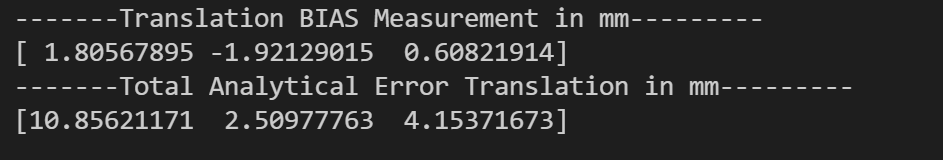 -------Translation BIAS Measurement in mm---------
[ 1.80567895 -1.92129015  0.60821914]
-------Total Analytical Error Translation in mm---------
[10.85621171  2.50977763  4.15371673]